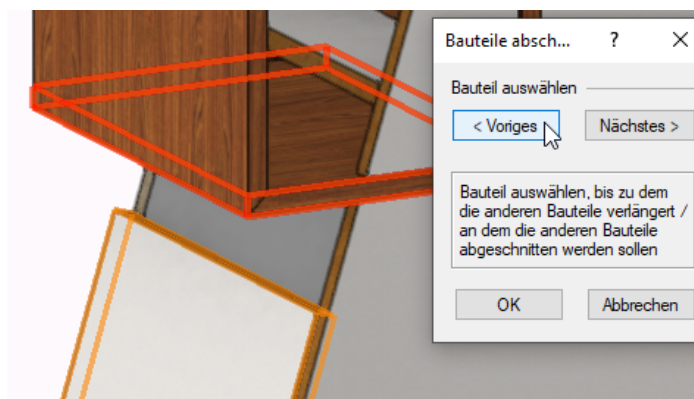 Bauteile absch... ?
Bauteil auswählen
< Voriges Nächstes >
Bauteil auswählen, bis zu dem
die anderen Bauteile verlängert /
an dem die anderen Bauteile
abgeschnitten werden sollen
OK Abbrechen